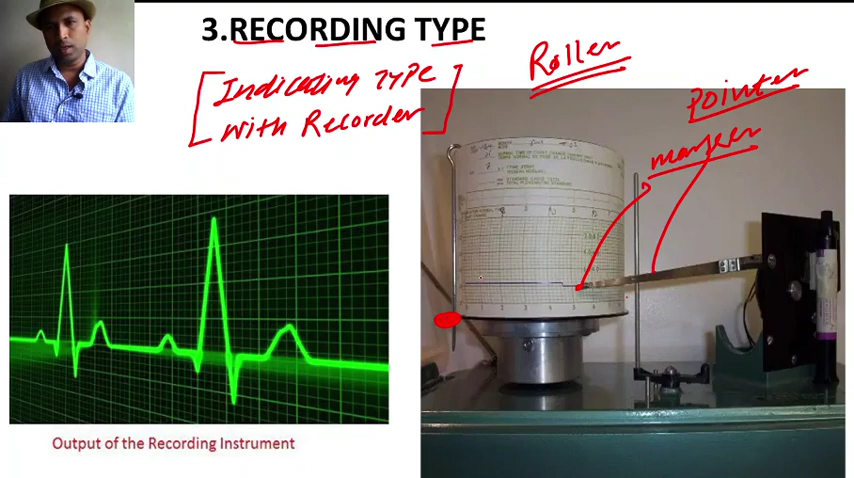 3.RECORDING TYPE
[Indicating TYPE
with Recorder]
Roller
Pointer
marker
Output of the Recording Instrument